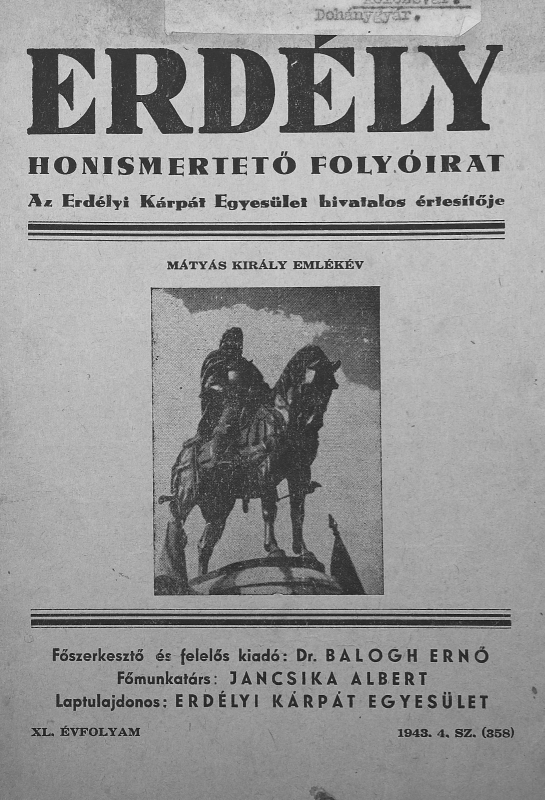 Kolozsvár.
Dohánygyár.
ERDÉLY
HONISMERTETŐ FOLYÓIRAT
Az Erdélyi Kárpát Egyesület hivatalos értesítője
MÁTYÁS KIRÁLY EMLÉKÉV
Főszerkesztő és felelős kiadó: Dr. BALOGH ERNŐ
Főmunkatárs: JANCSIKA ALBERT
Laptulajdonos: ERDÉLYI KÁRPÁT EGYESÜLET
XL. ÉVFOLYAM
1943. 4. SZ. (358)